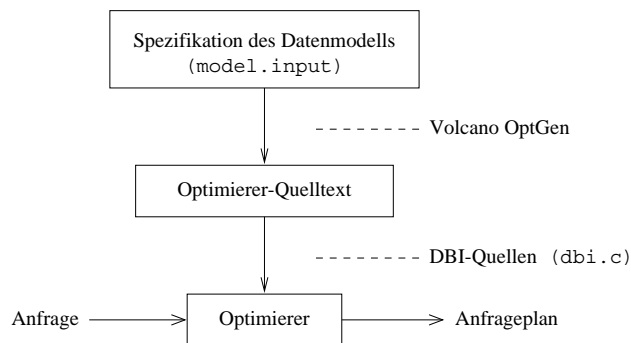 Spezifikation des Datenmodells
(model.input)
Volcano OptGen
Optimierer-Quelltext
DBI-Quellen (dbi.c)
Anfrage
Optimierer
Anfrageplan